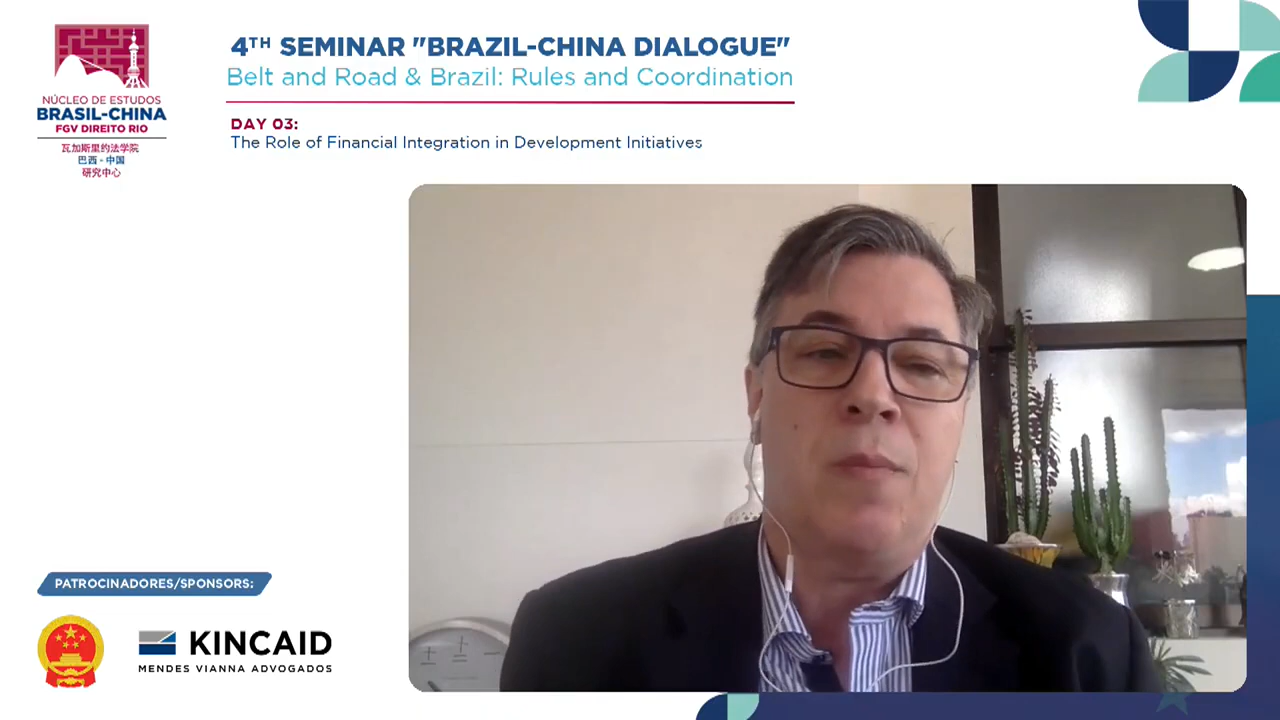 4TH SEMINAR "BRAZIL-CHINA DIALOGUE"
Belt and Road & Brazil: Rules and Coordination
DAY 03:
The Role of Financial Integration in Development Initiatives
NÚCLEO DE ESTUDOS
BRASIL-CHINA
FGV DIREITO RIO
瓦加斯里约法学院
巴西 - 中国
研究中心
PATROCINADORES/SPONSORS:
KINCAID
MENDES VIANNA ADVOGADOS